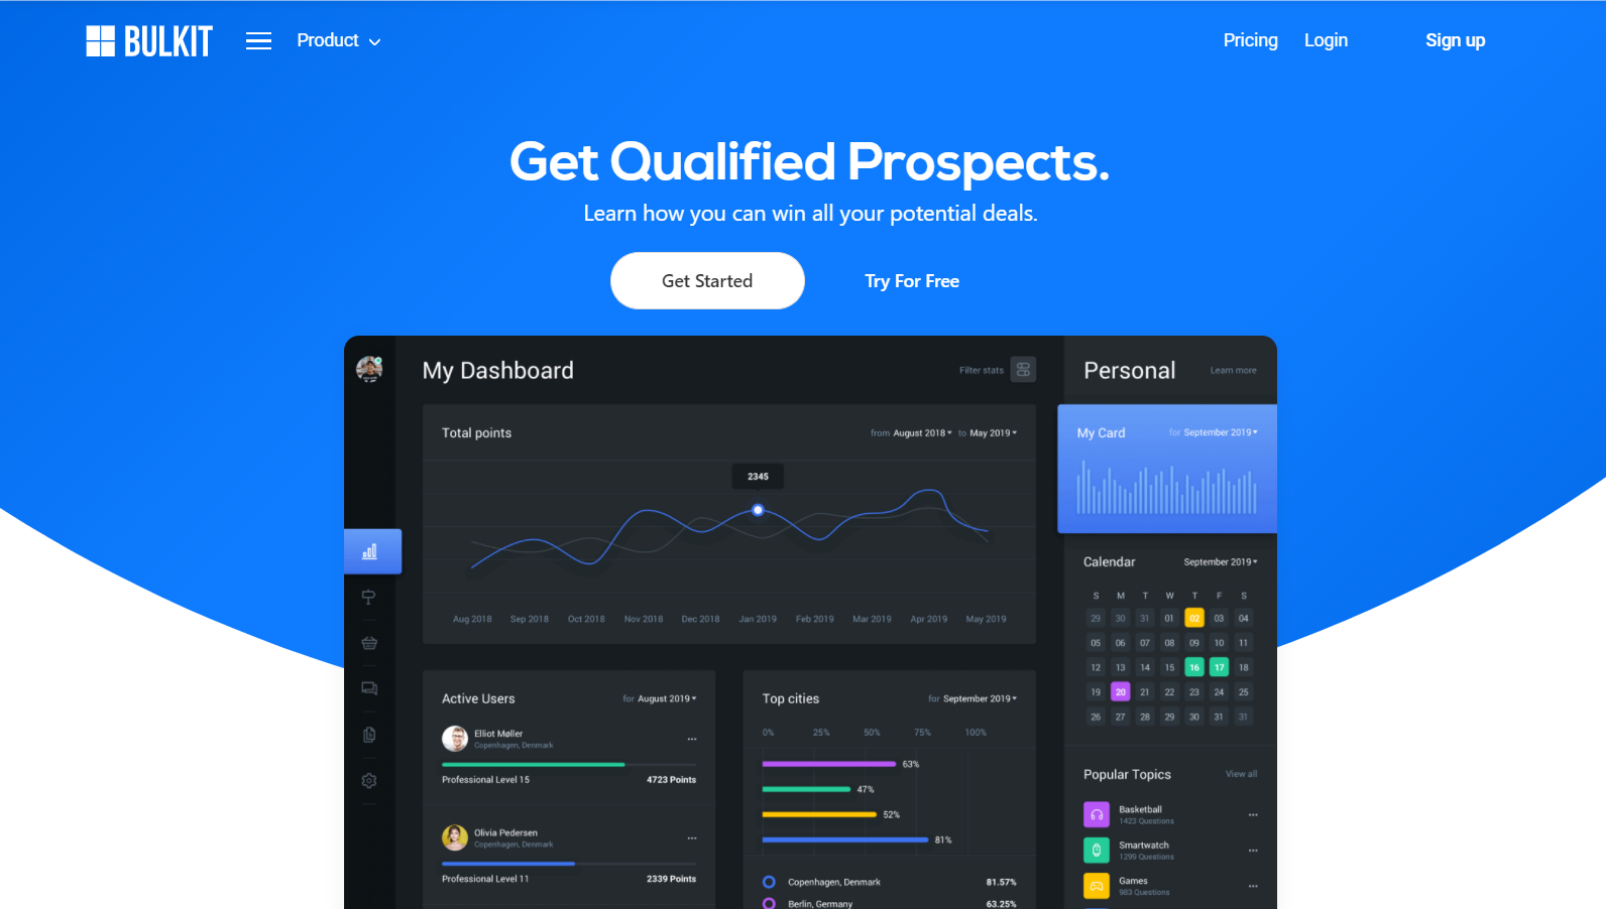 BULKIT
Product
Pricing
Login
Sign up
Get Qualified Prospects.
Learn how you can win all your potential deals.
Get Started
Try For Free
My Dashboard
Filter stats
Total points
from August 2018 to May 2019
2345
Aug 2018 Sep 2018 Oct 2018 Nov 2018 Dec 2018 Jan 2019 Feb 2019 Mar 2019 Apr 2019 May 2019
Active Users
for August 2019
Elliot Møller
Copenhagen, Denmark
Professional Level 15
4723 Points
Olivia Pedersen
Copenhagen, Denmark
Professional Level 11
2339 Points
Top cities
for September 2019
0% 25% 50% 75% 100%
63%
47%
52%
81%
Copenhagen, Denmark
81.57%
Berlin, Germany
63.25%
Personal
Learn more
My Card
for September 2019
Calendar
September 2019
S M T W T F S
29 30 31 01 02 03 04
05 06 07 08 09 10 11
12 13 14 15 16 17 18
19 20 21 22 23 24 25
26 27 28 29 30 31 31
Popular Topics
View all
Basketball
1423 Questions
Smartwatch
1299 Questions
Games
983 Questions